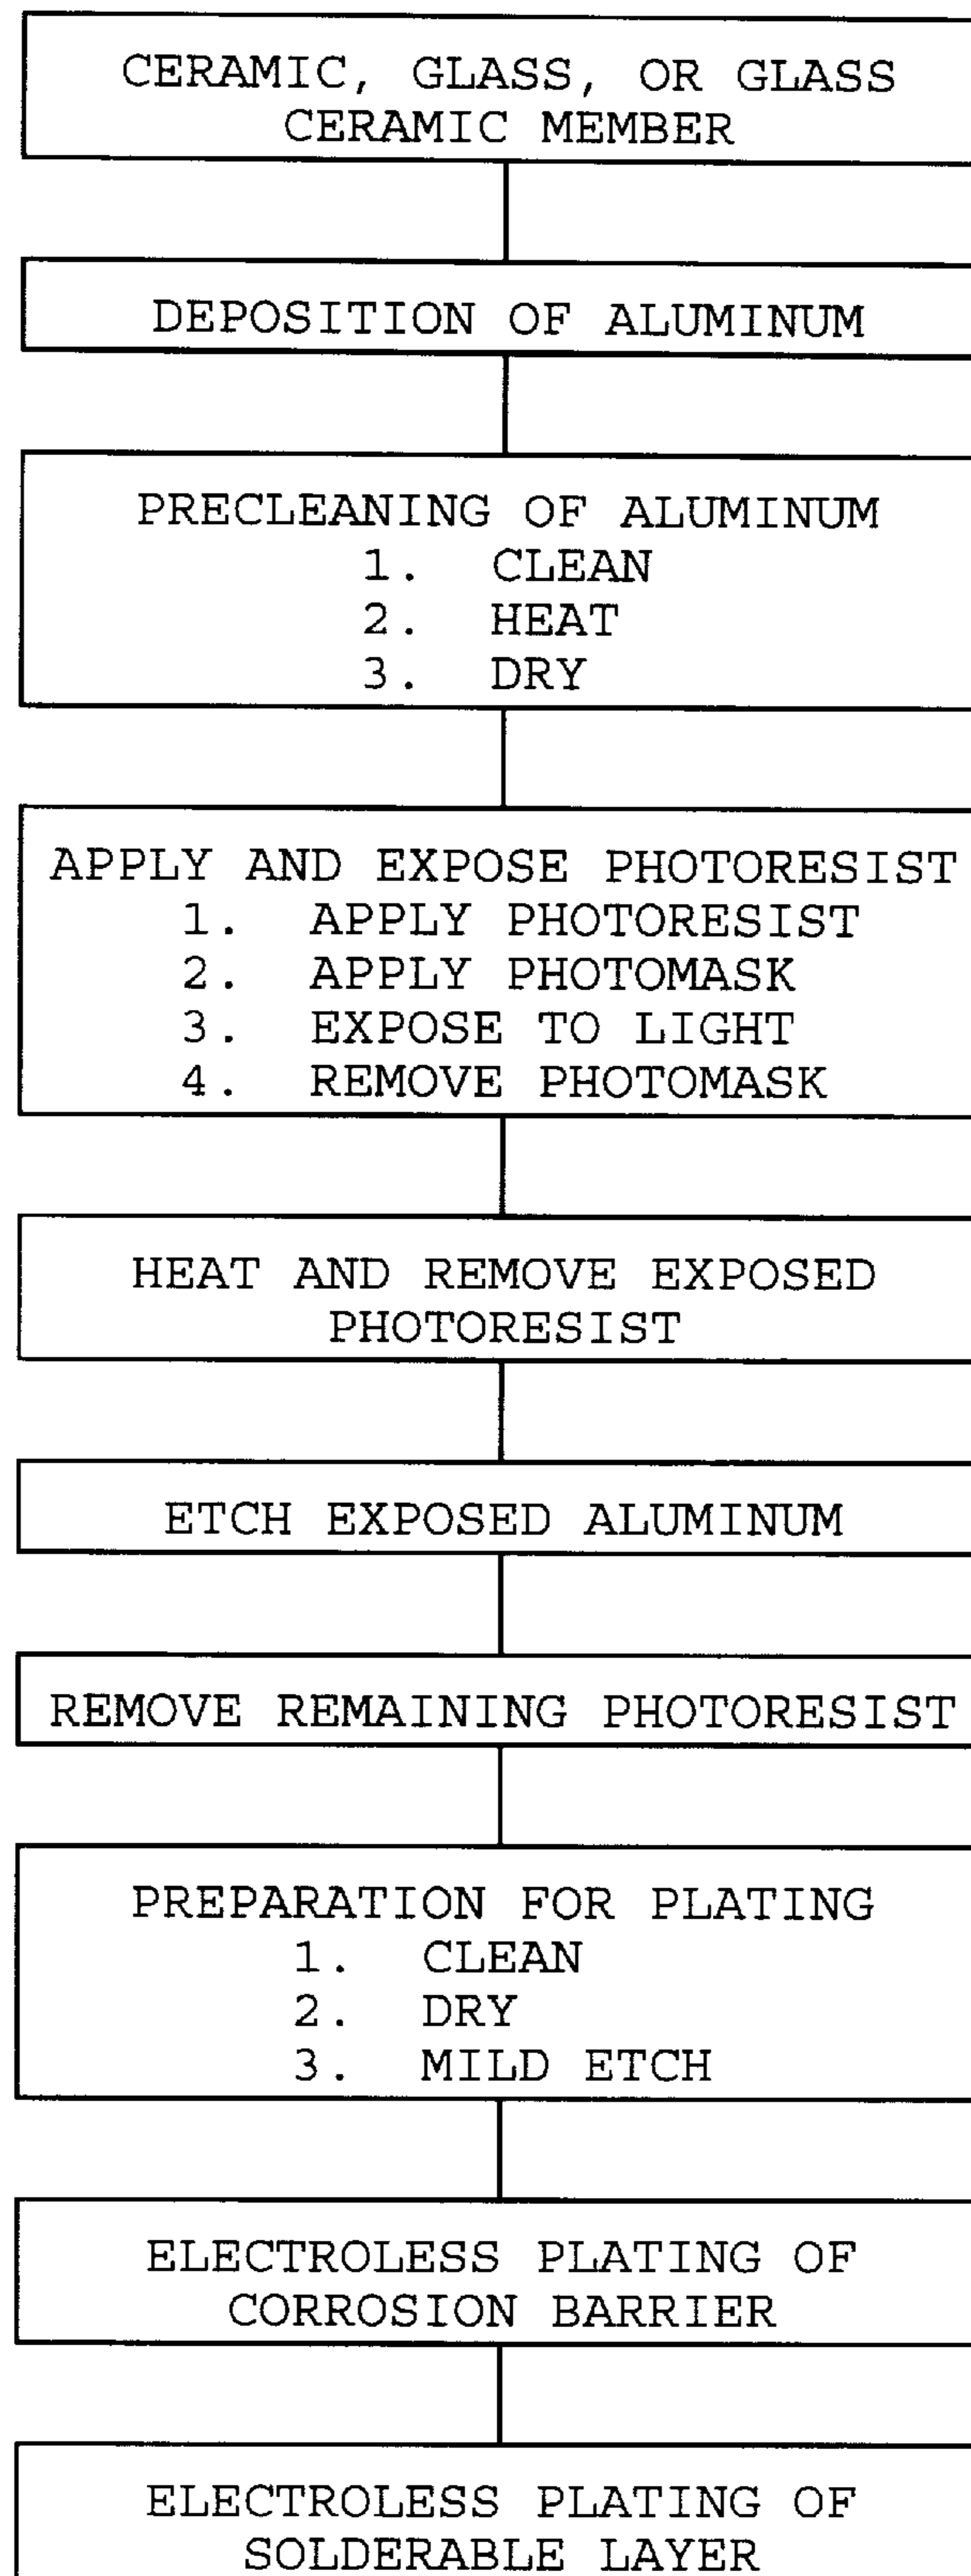 CERAMIC, GLASS, OR GLASS
CERAMIC MEMBER
DEPOSITION OF ALUMINUM
PRECLEANING OF ALUMINUM
1. CLEAN
2. HEAT
3. DRY
APPLY AND EXPOSE PHOTORESIST
1. APPLY PHOTORESIST
2. APPLY PHOTOMASK
3. EXPOSE TO LIGHT
4. REMOVE PHOTOMASK
HEAT AND REMOVE EXPOSED
PHOTORESIST
ETCH EXPOSED ALUMINUM
REMOVE REMAINING PHOTORESIST
PREPARATION FOR PLATING
1. CLEAN
2. DRY
3. MILD ETCH
ELECTROLESS PLATING OF
CORROSION BARRIER
ELECTROLESS PLATING OF
SOLDERABLE LAYER